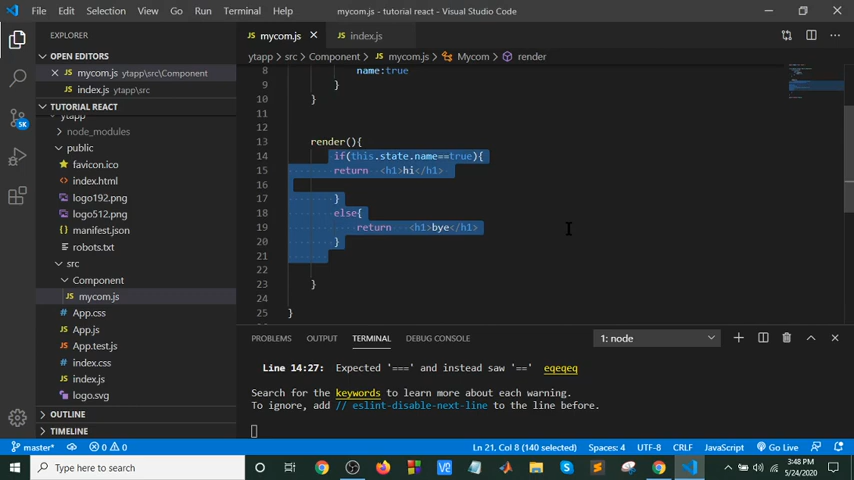 File Edit Selection View Go Run Terminal Help mycom.js - tutorial react - Visual Studio Code
EXPLORER
OPEN EDITORS
JS mycom.js ytapp\src\Component
JS index.js ytapp\src
TUTORIAL REACT
ytapp
node_modules
public
favicon.ico
index.html
logo192.png
logo512.png
manifest.json
robots.txt
src
Component
JS mycom.js
App.css
JS App.js
JS App.test.js
index.css
JS index.js
logo.svg
OUTLINE
TIMELINE
JS mycom.js JS index.js
ytapp > src > Component > JS mycom.js > Mycom > render
8 name:true
9 }
10 }
11
12
13 render(){
14 if(this.state.name==true){
15 return <h1>hi</h1>
16
17 }
18 else{
19 return <h1>bye</h1>
20 }
21
22
23 }
24
25 }
PROBLEMS OUTPUT TERMINAL DEBUG CONSOLE 1: node
Line 14:27: Expected '===' and instead saw '==' eqeqeq
Search for the keywords to learn more about each warning.
To ignore, add // eslint-disable-next-line to the line before.
master* 0 0 Ln 21, Col 8 (140 selected) Spaces: 4 UTF-8 CRLF JavaScript Go Live
Type here to search
3:48 PM
5/24/2020